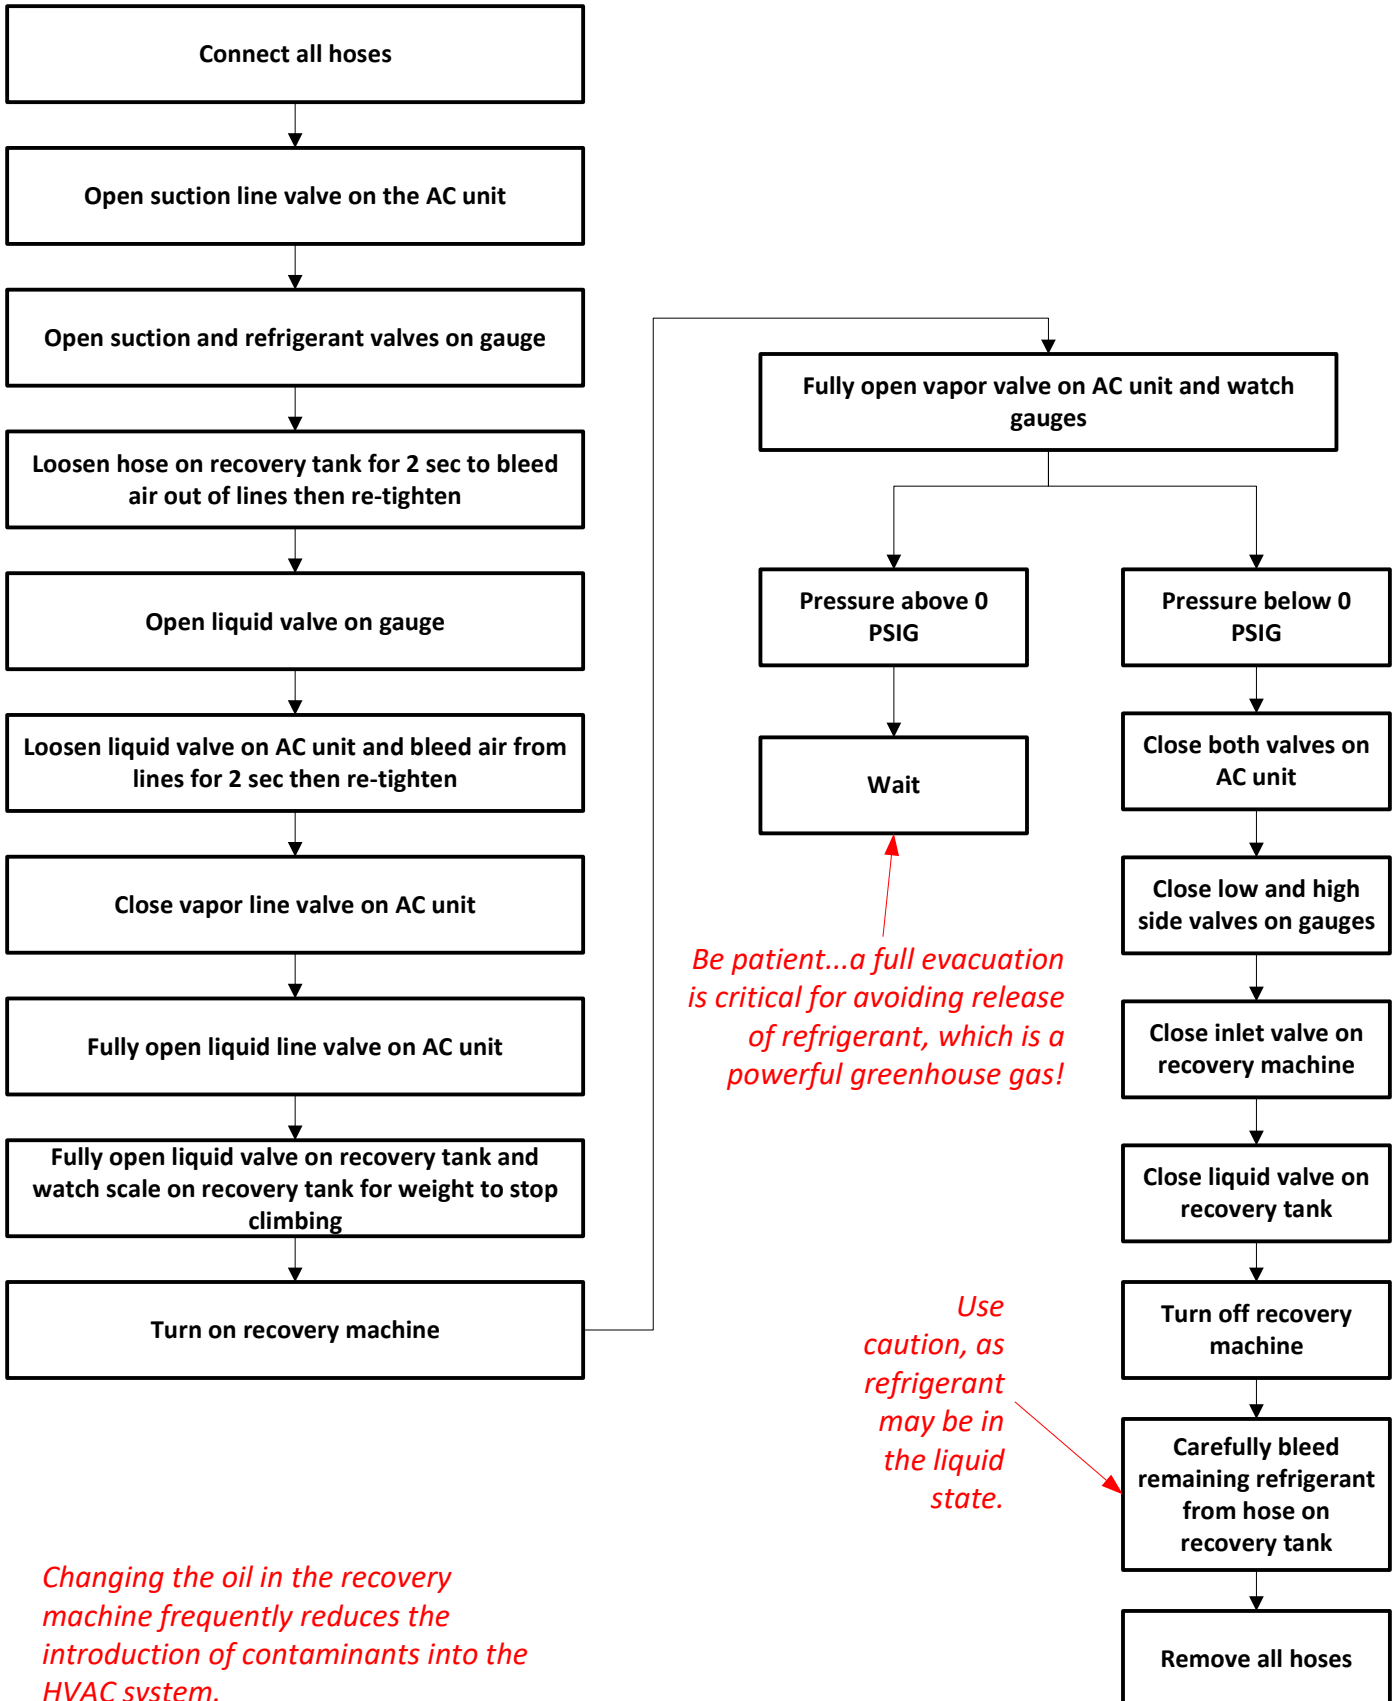 Connect all hoses
Open suction line valve on the AC unit
Open suction and refrigerant valves on gauge
Loosen hose on recovery tank for 2 sec to bleed
air out of lines then re-tighten
Open liquid valve on gauge
Loosen liquid valve on AC unit and bleed air from
lines for 2 sec then re-tighten
Close vapor line valve on AC unit
Fully open liquid line valve on AC unit
Fully open liquid valve on recovery tank and
watch scale on recovery tank for weight to stop
climbing
Turn on recovery machine
Fully open vapor valve on AC unit and watch
gauges
Pressure above 0
PSIG
Wait
Be patient...a full evacuation
is critical for avoiding release
of refrigerant, which is a
powerful greenhouse gas!
Pressure below 0
PSIG
Close both valves on
AC unit
Close low and high
side valves on gauges
Close inlet valve on
recovery machine
Close liquid valve on
recovery tank
Turn off recovery
machine
Use
caution, as
refrigerant
may be in
the liquid
state.
Carefully bleed
remaining refrigerant
from hose on
recovery tank
Remove all hoses
Changing the oil in the recovery
machine frequently reduces the
introduction of contaminants into the
HVAC system.